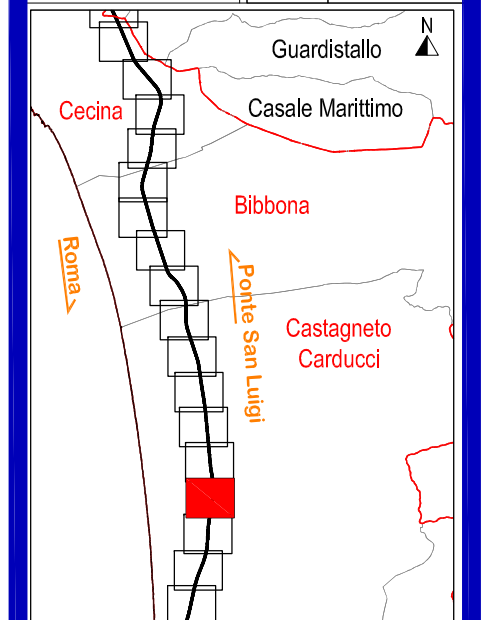 N
Guardistallo
Cecina
Casale Marittimo
Bibbona
Roma
Ponte San Luigi
Castagneto
Carducci